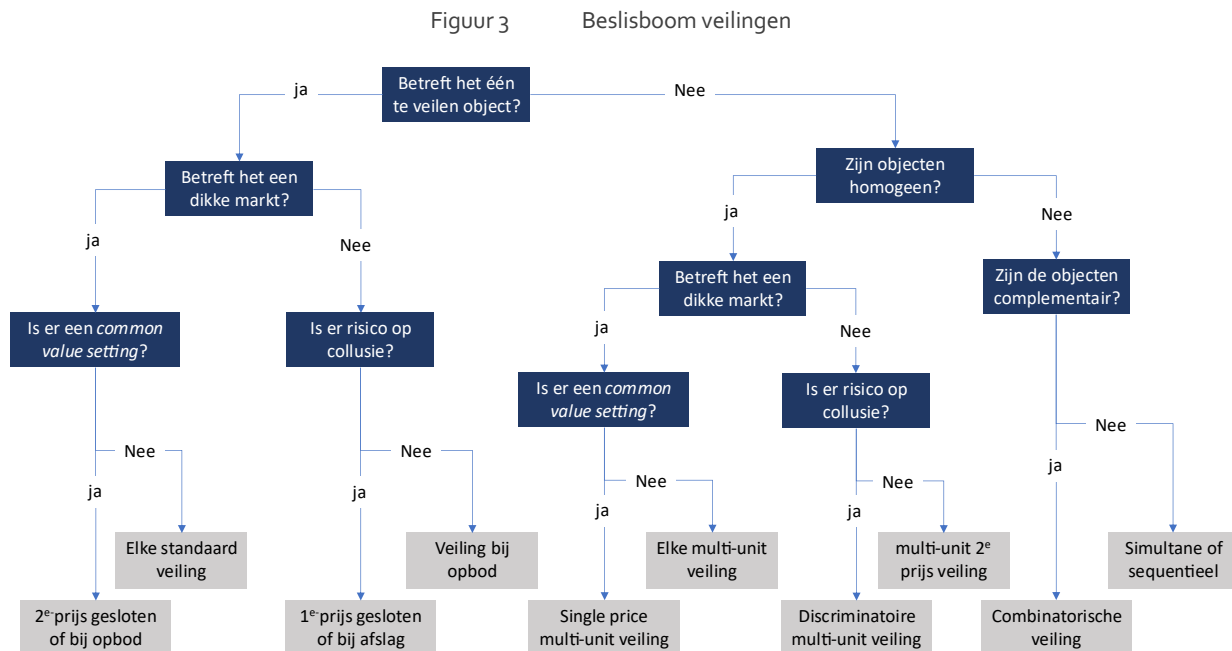 Figuur 3 Beslisboom veilingen
Betreft het één
te veilen object?
ja
Nee
Betreft het een
dikke markt?
Zijn objecten
homogeen?
ja
Nee
ja
Nee
Betreft het een
dikke markt?
Zijn de objecten
complementair?
Is er een common
value setting?
Is er risico op
collusie?
ja
Nee
Is er een common
value setting?
Is er risico op
collusie?
Nee
Nee
Nee
ja
ja
ja
Nee
Nee
ja
ja
Elke standaard
veiling
Veiling bij
opbod
Elke multi-unit
veiling
multi-unit 2e
prijs veiling
Simultane of
sequentieel
2e-prijs gesloten
of bij opbod
1e-prijs gesloten
of bij afslag
Single price
multi-unit veiling
Discriminatoire
multi-unit veiling
Combinatorische
veiling